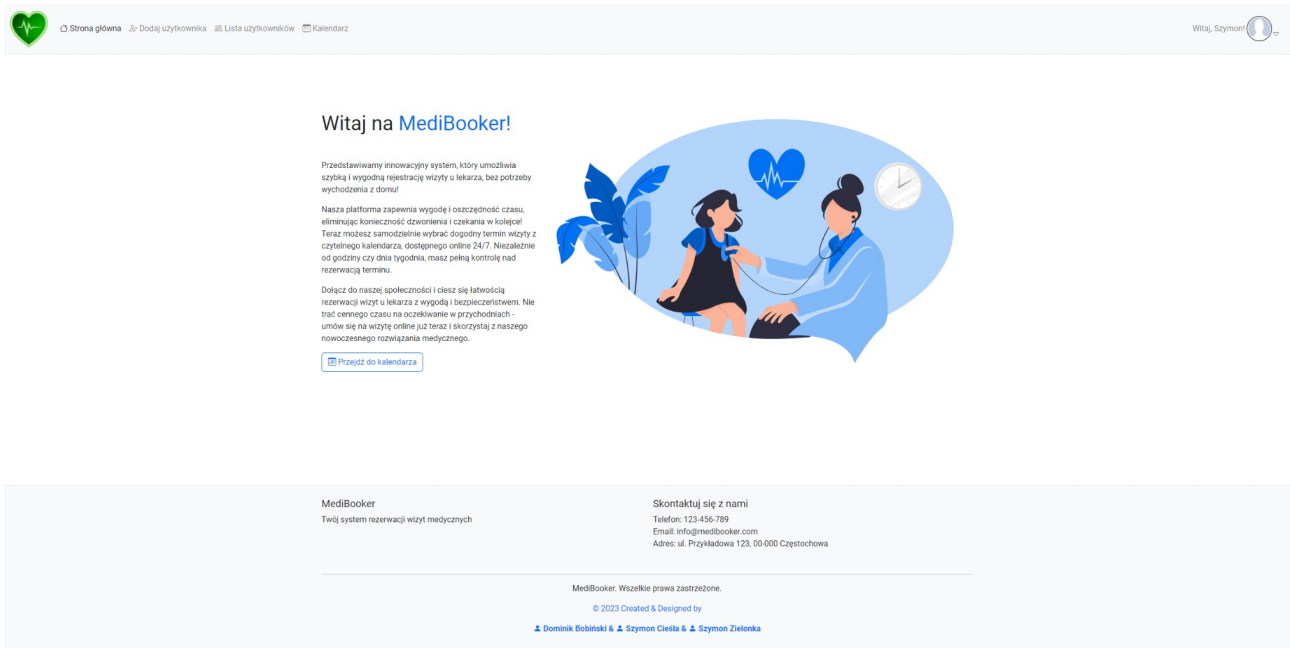 Strona główna Dodaj użytkownika Lista użytkowników Kalendarz Witaj, Szymon!
Witaj na MediBooker!
Przedstawiamy innowacyjny system, który umożliwia
szybką i wygodną rejestrację wizyty u lekarza, bez potrzeby
wychodzenia z domu!
Nasza platforma zapewnia wygodę i oszczędność czasu,
eliminując konieczność dzwonienia i czekania w kolejce!
Teraz możesz samodzielnie wybrać dogodny termin wizyty z
czytelnego kalendarza, dostępnego online 24/7. Niezależnie
od godziny czy dnia tygodnia, masz pełną kontrolę nad
rezerwacją terminu.
Dołącz do naszej społeczności i ciesz się łatwością
rezerwacji wizyt u lekarza z wygodą i bezpieczeństwem. Nie
trać cennego czasu na oczekiwanie w przychodniach -
umów się na wizytę online już teraz i skorzystaj z naszego
nowoczesnego rozwiązania medycznego.
Przejdź do kalendarza
MediBooker
Twój system rezerwacji wizyt medycznych
Skontaktuj się z nami
Telefon: 123-456-789
Email: info@medibooker.com
Adres: ul. Przykładowa 123, 00-000 Częstochowa
MediBooker. Wszelkie prawa zastrzeżone.
© 2023 Created & Designed by
Dominik Bobiński & Szymon Cieśla & Szymon Zielonka